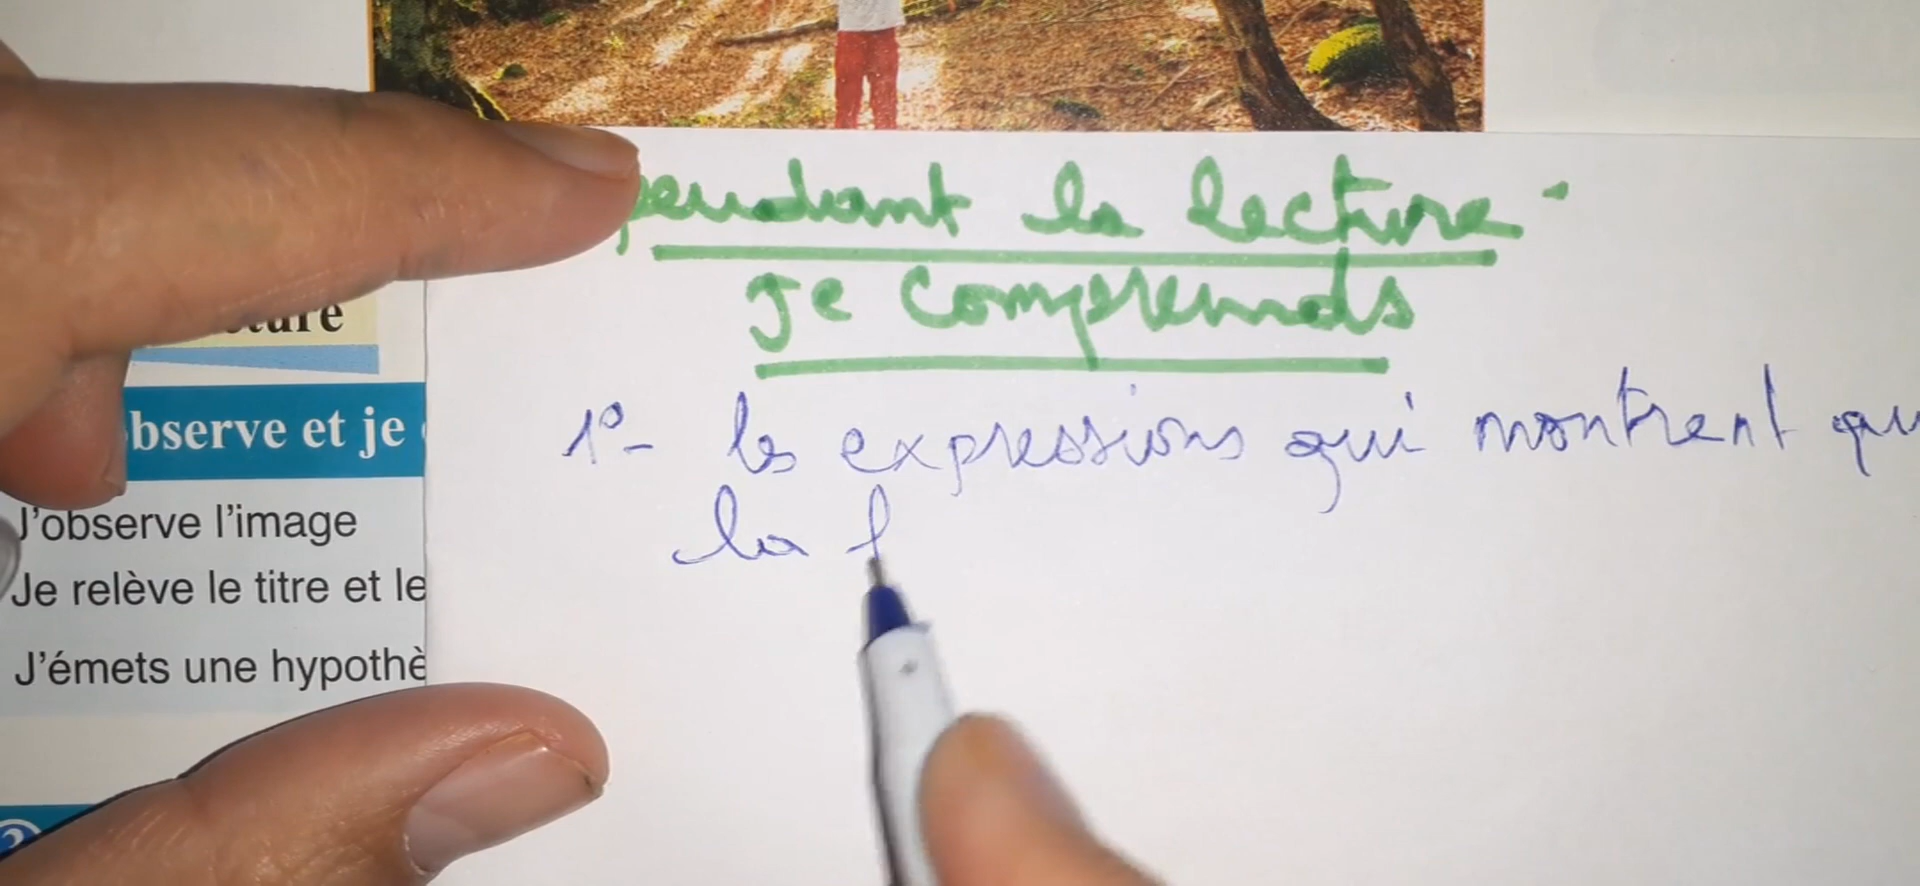 pendant la lecture
je comprends
1°- les expressions qui montrent qu
la f
ture
bserve et je
J'observe l'image
Je relève le titre et le
J'émets une hypothè
2